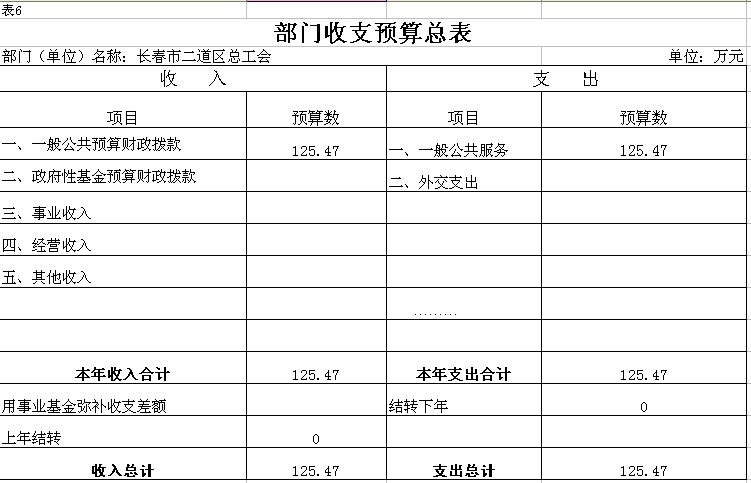 表6
部门收支预算总表
部门（单位）名称：长春市二道区总工会 单位：万元
收 入 支 出
项目 预算数 项目 预算数
一、一般公共预算财政拨款 125.47 一、一般公共服务 125.47
二、政府性基金预算财政拨款 二、外交支出
三、事业收入
四、经营收入
五、其他收入
.........
本年收入合计 125.47 本年支出合计 125.47
用事业基金弥补收支差额 结转下年 0
上年结转 0
收入总计 125.47 支出总计 125.47